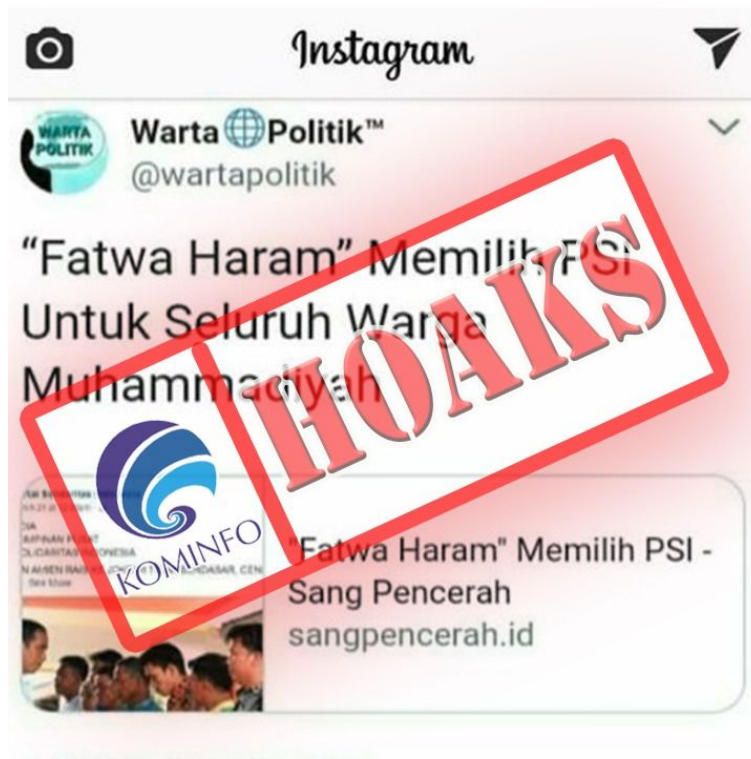 Instagram
WARTA
POLITIK
Warta Politik™
@wartapolitik
“Fatwa Haram” Memilih PSI
Untuk Seluruh Warga
Muhammadiyah
HOAKS
KOMINFO
"Fatwa Haram" Memilih PSI -
Sang Pencerah
sangpencerah.id